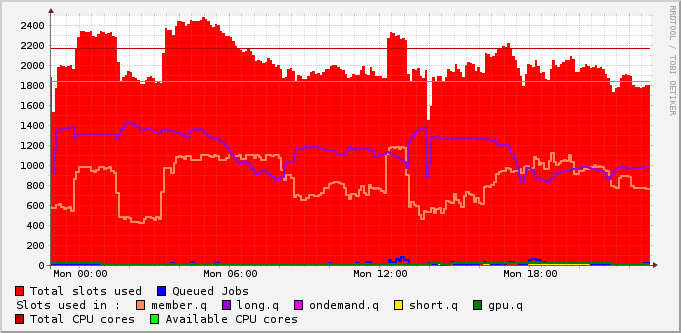 RRDTOOL / TOBI OETIKER
2400
2200
2000
1800
1600
1400
1200
1000
800
600
400
200
0
Mon 00:00 Mon 06:00 Mon 12:00 Mon 18:00
Total slots used Queued Jobs
Slots used in : member.q long.q ondemand.q short.q gpu.q
Total CPU cores Available CPU cores